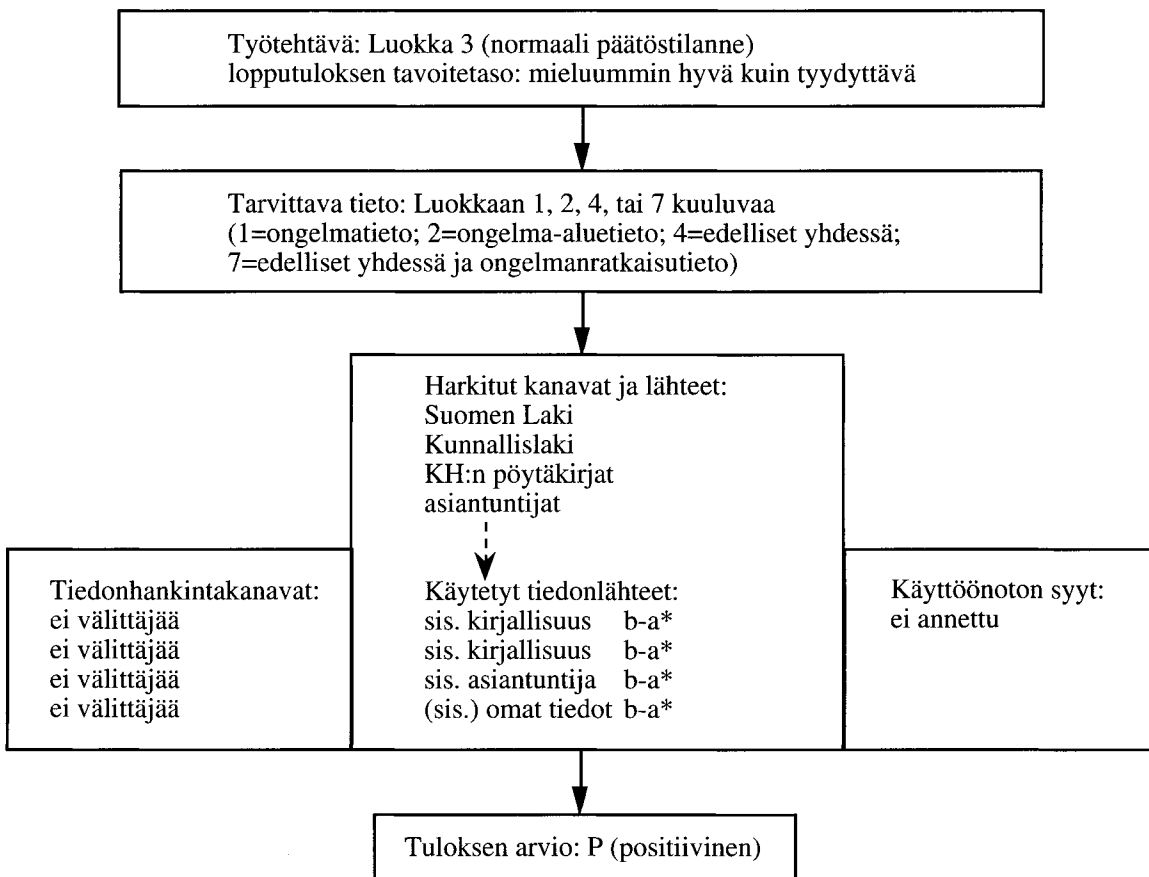 Työtehtävä: Luokka 3 (normaali päätöstilanne)
lopputuloksen tavoitetaso: mieluummin hyvä kuin tyydyttävä
Tarvittava tieto: Luokkaan 1, 2, 4, tai 7 kuuluvaa
(1=ongelmatieto; 2=ongelma-aluetieto; 4=edelliset yhdessä;
7=edelliset yhdessä ja ongelmanratkaisutieto)
Harkitut kanavat ja lähteet:
Suomen Laki
Kunnallislaki
KH:n pöytäkirjat
asiantuntijat
Tiedonhankintakanavat:
ei välittäjää
ei välittäjää
ei välittäjää
ei välittäjää
Käytetyt tiedonlähteet:
sis. kirjallisuus b-a*
sis. kirjallisuus b-a*
sis. asiantuntija b-a*
(sis.) omat tiedot b-a*
Käyttöönoton syyt:
ei annettu
Tuloksen arvio: P (positiivinen)